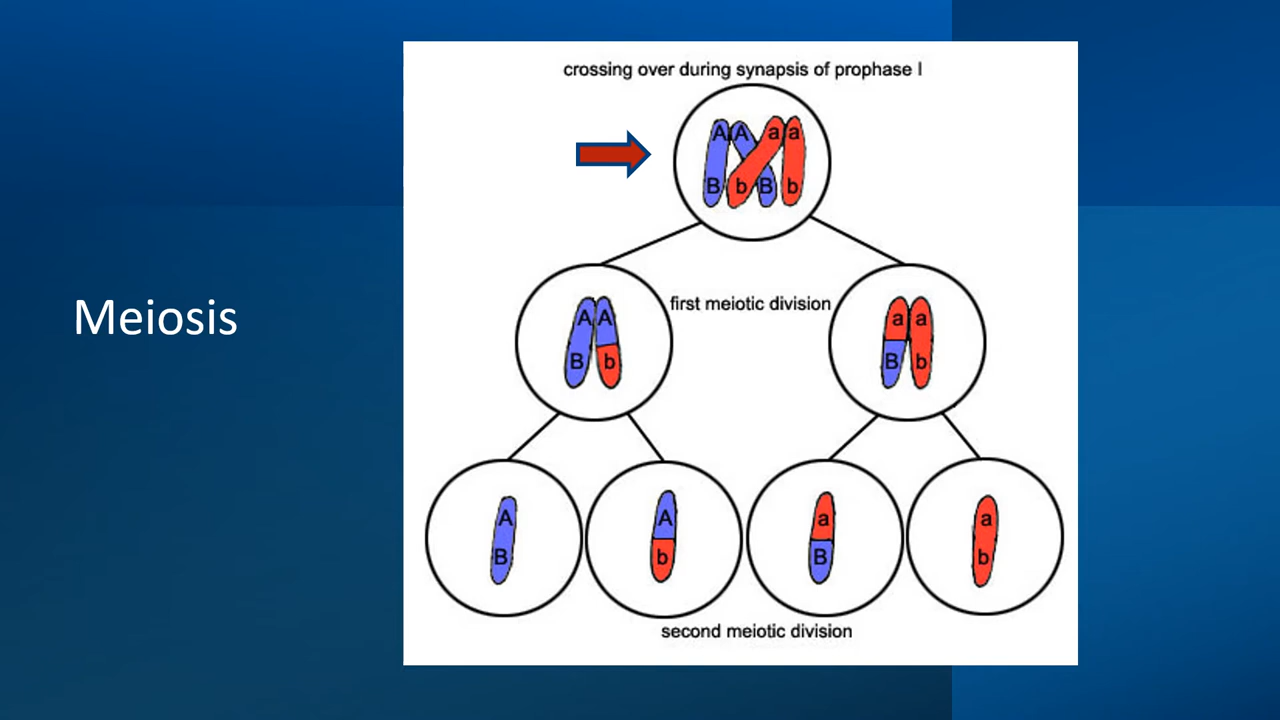 Meiosis
crossing over during synapsis of prophase I
A A a a
B b B b
first meiotic division
A A a a
B b B b
A A a a
B b B b
second meiotic division